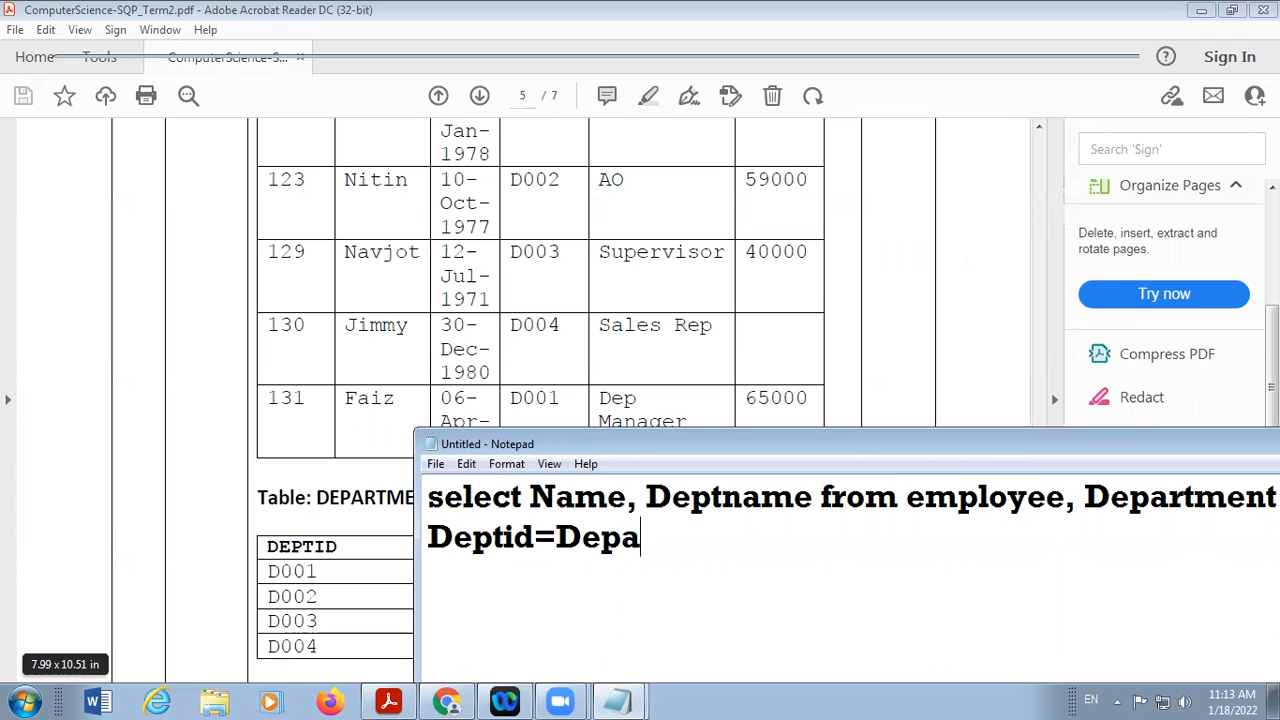 ComputerScience-SQP_Term2.pdf - Adobe Acrobat Reader DC (32-bit)
File Edit View Sign Window Help
Home Tools ComputerScience-S... ×
? Sign In
5 / 7
Search 'Sign'
Organize Pages
Delete, insert, extract and
rotate pages.
Try now
Compress PDF
Redact
Jan-
1978
123 Nitin 10- D002 AO 59000
Oct-
1977
129 Navjot 12- D003 Supervisor 40000
Jul-
1971
130 Jimmy 30- D004 Sales Rep
Dec-
1980
131 Faiz 06- D001 Dep 65000
Apr- Manager
Table: DEPARTME
DEPTID
D001
D002
D003
D004
Untitled - Notepad
File Edit Format View Help
select Name, Deptname from employee, Department
Deptid=Depa
7.99 x 10.51 in
EN
11:13 AM
1/18/2022